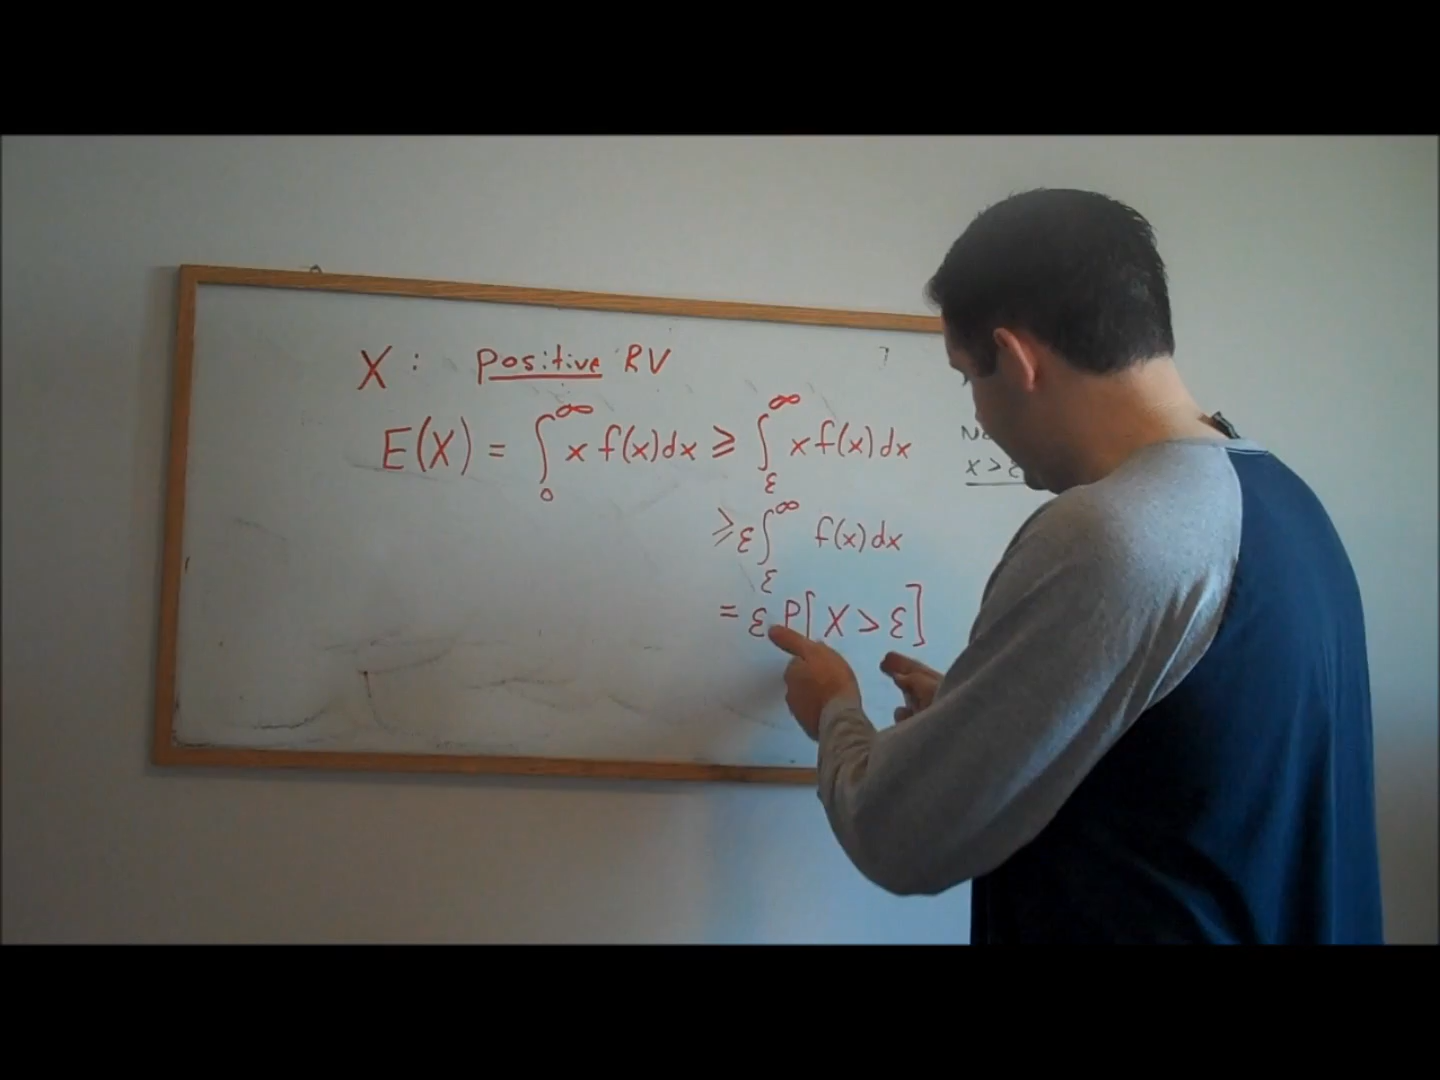 X : positive RV
E(X) = ∫₀^∞ x f(x)dx ≥ ∫_ε^∞ x f(x)dx
x>ε
≥ ε∫_ε^∞ f(x)dx
= ε P[X > ε]